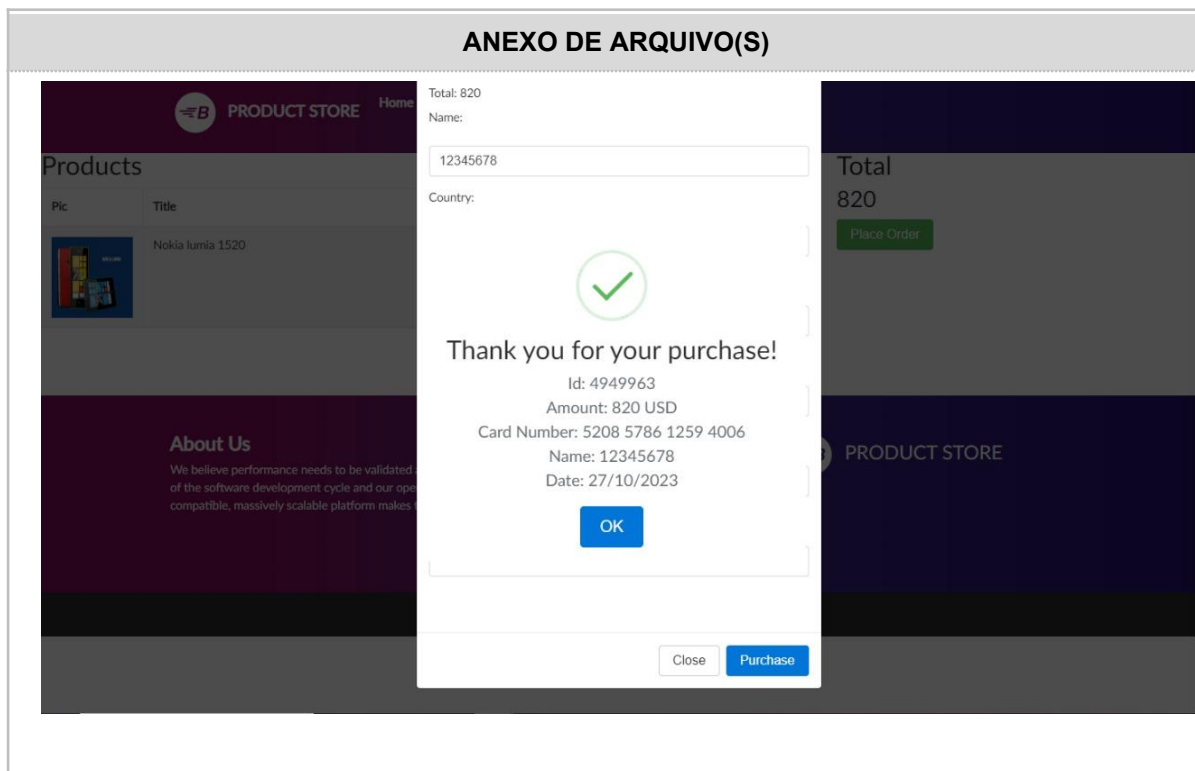 ANEXO DE ARQUIVO(S)
PRODUCT STORE
Home
Total: 820
Name:
12345678
Country:
Products
Pic
Title
Nokia lumia 1520
Total
820
Place Order
Thank you for your purchase!
Id: 4949963
Amount: 820 USD
Card Number: 5208 5786 1259 4006
Name: 12345678
Date: 27/10/2023
OK
About Us
We believe performance needs to be validated
of the software development cycle and our ope
compatible, massively scalable platform makes
PRODUCT STORE
Close
Purchase